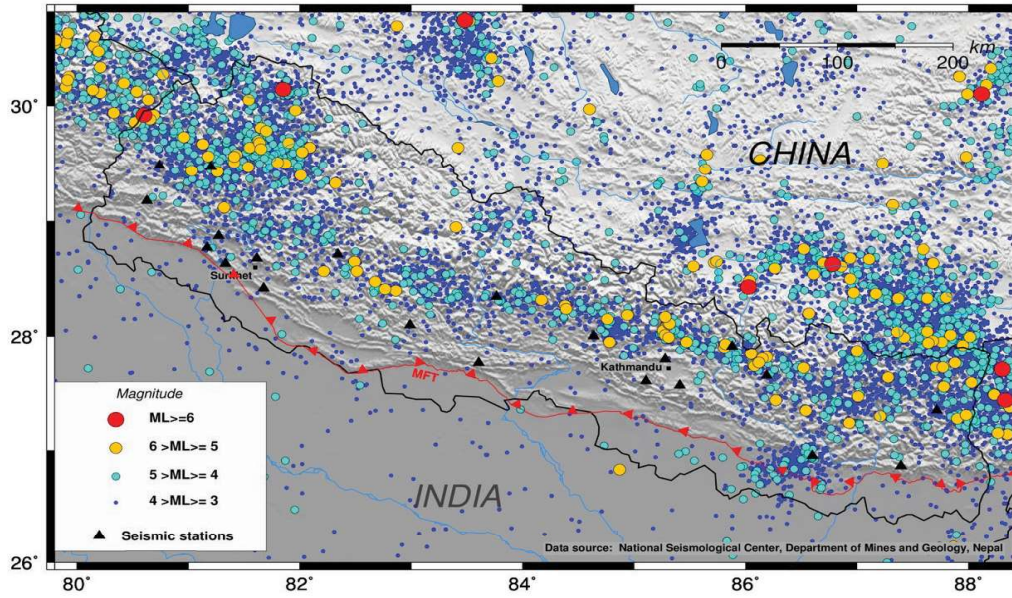 km
0 100 200
30°
CHINA
Surkhet
28°
Kathmandu
MFT
Magnitude
ML>=6
6 >ML>= 5
5 >ML>= 4
4 >ML>= 3
Seismic stations
INDIA
Data source: National Seismological Center, Department of Mines and Geology, Nepal
26°
80° 82° 84° 86° 88°